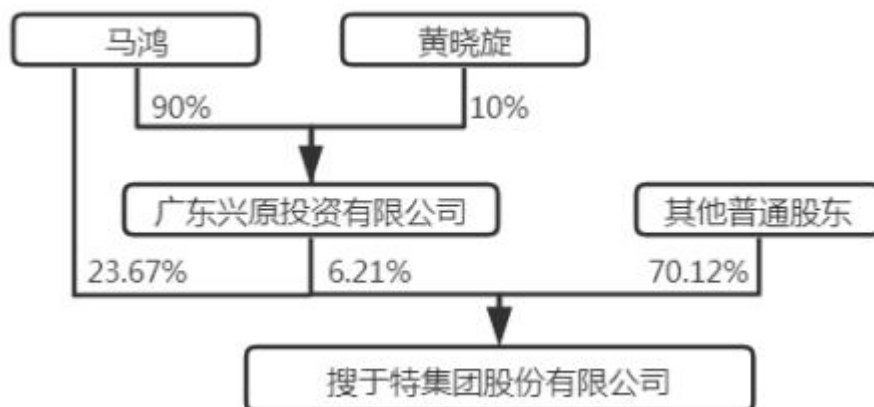 马鸿
黄晓旋
90%
10%
广东兴原投资有限公司
其他普通股东
23.67%
6.21%
70.12%
搜于特集团股份有限公司